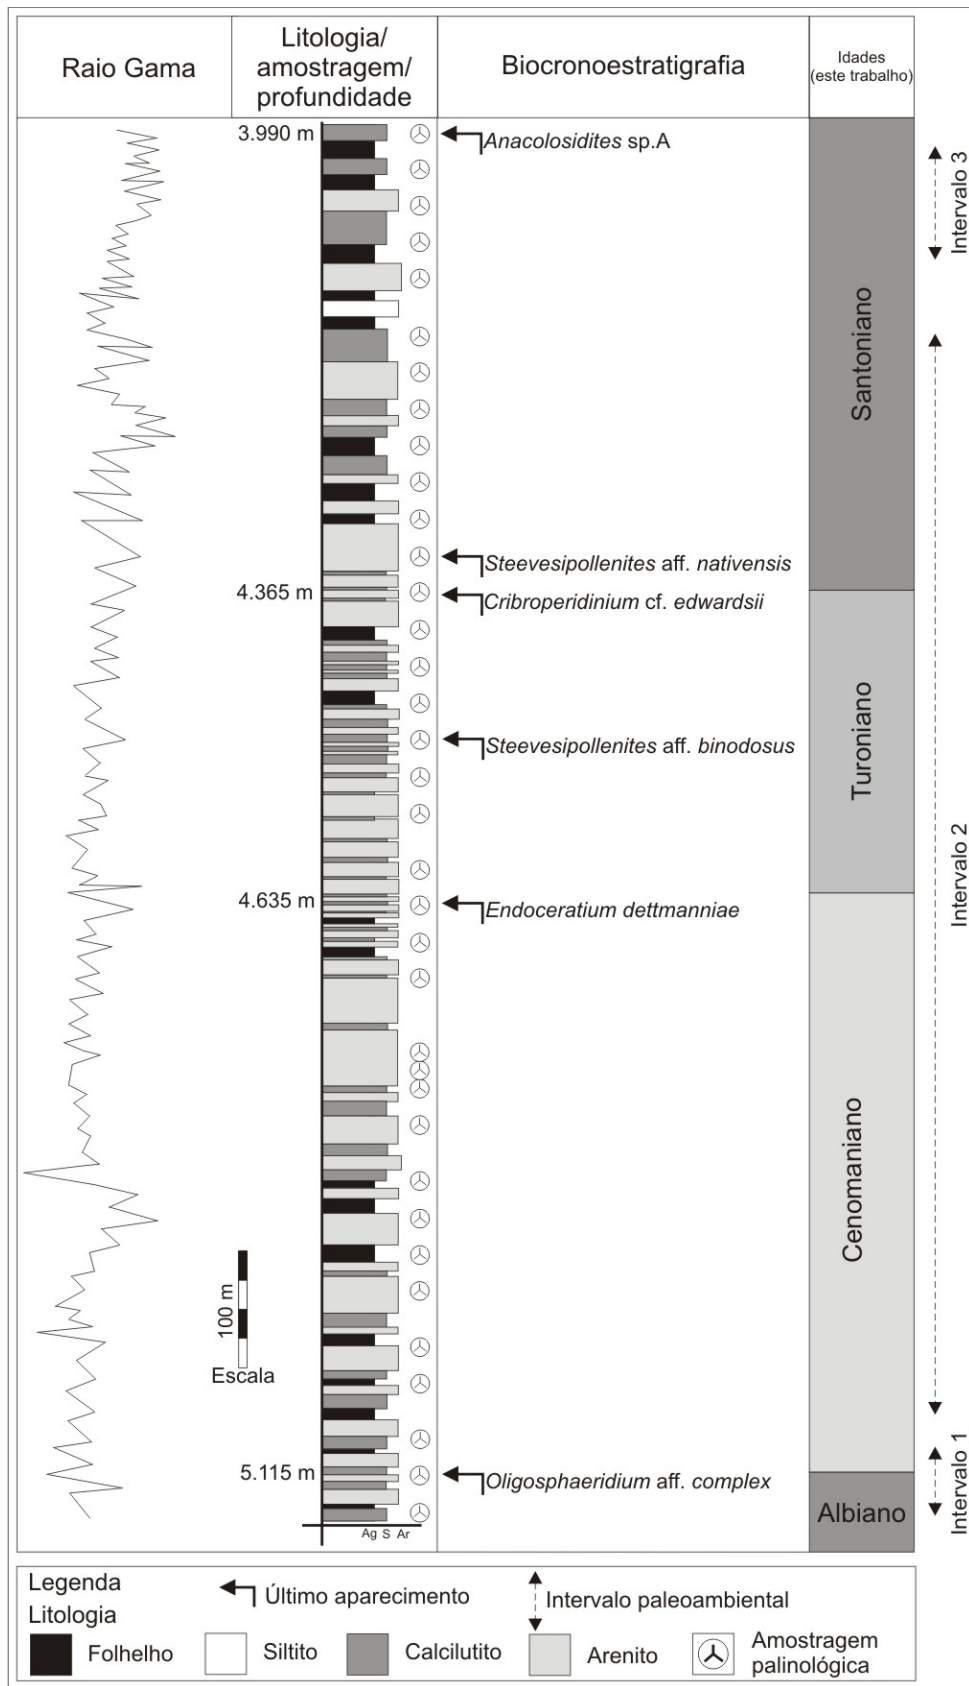 Raio Gama
Litologia/
amostragem/
profundidade
Biocronoestratigrafia
Idades
(este trabalho)
3.990 m
Anacolosidites sp.A
Intervalo 3
Santoniano
Steevesipollenites aff. nativensis
4.365 m
Cribroperidinium cf. edwardsii
Turoniano
Steevesipollenites aff. binodosus
Intervalo 2
4.635 m
Endoceratium dettmanniae
Cenomaniano
100 m
Escala
5.115 m
Oligosphaeridium aff. complex
Intervalo 1
Albiano
Ag S Ar
Legenda
Último aparecimento
Intervalo paleoambiental
Litologia
Folhelho
Siltito
Calcilutito
Arenito
Amostragem
palinológica